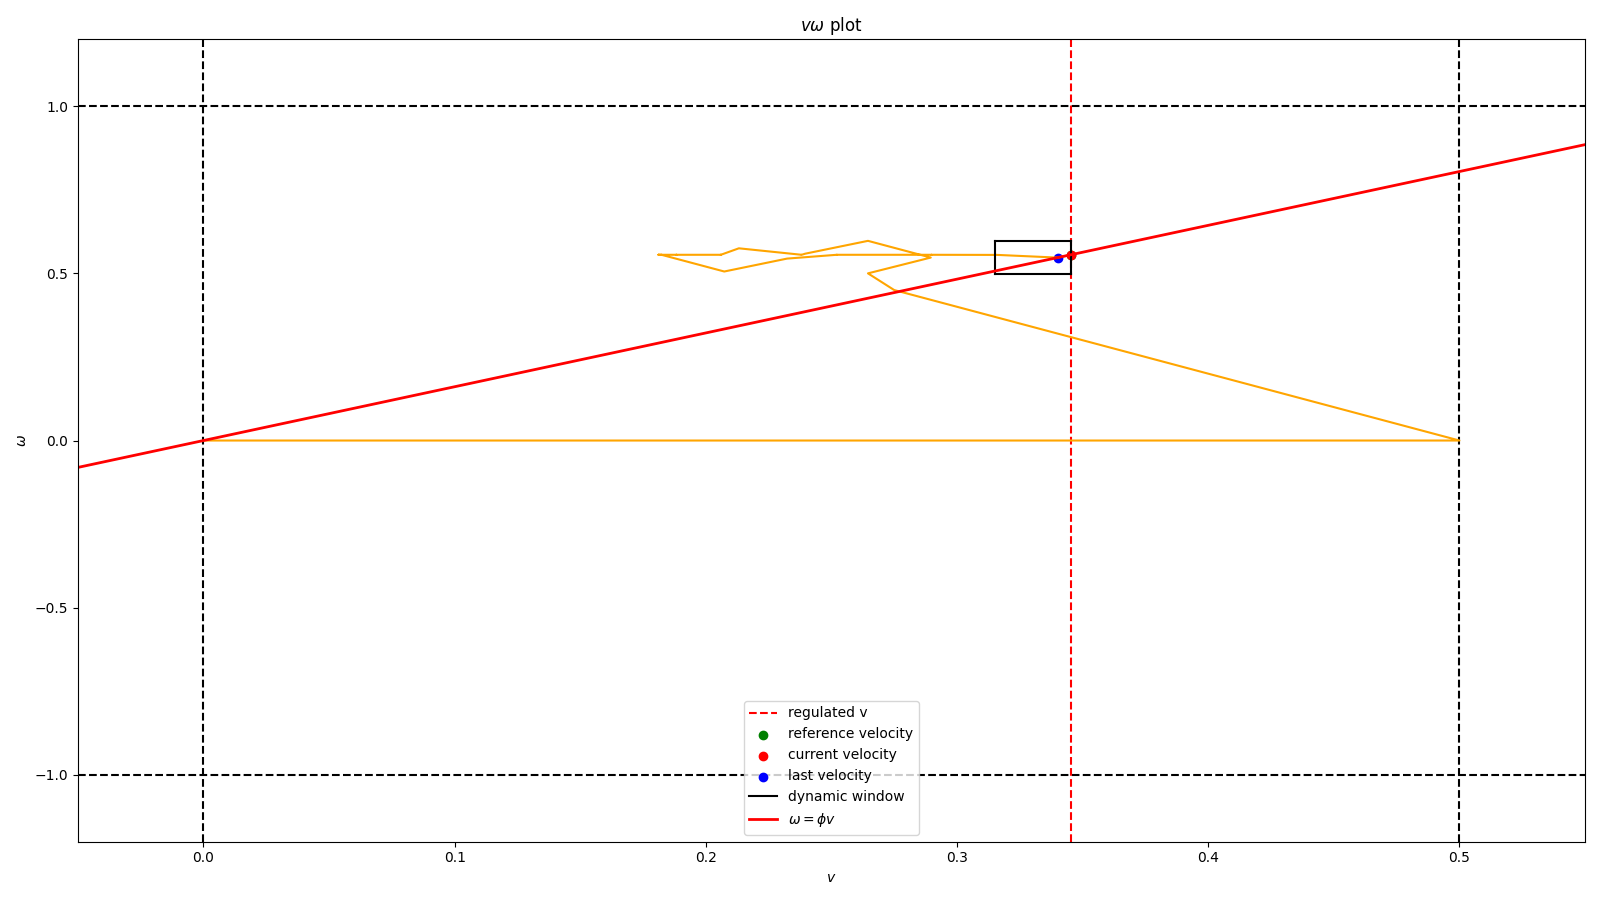 vω plot
ω
1.0
0.5
0.0
−0.5
−1.0
regulated v
reference velocity
current velocity
last velocity
dynamic window
ω = ϕv
0.0 0.1 0.2 0.3 0.4 0.5
v